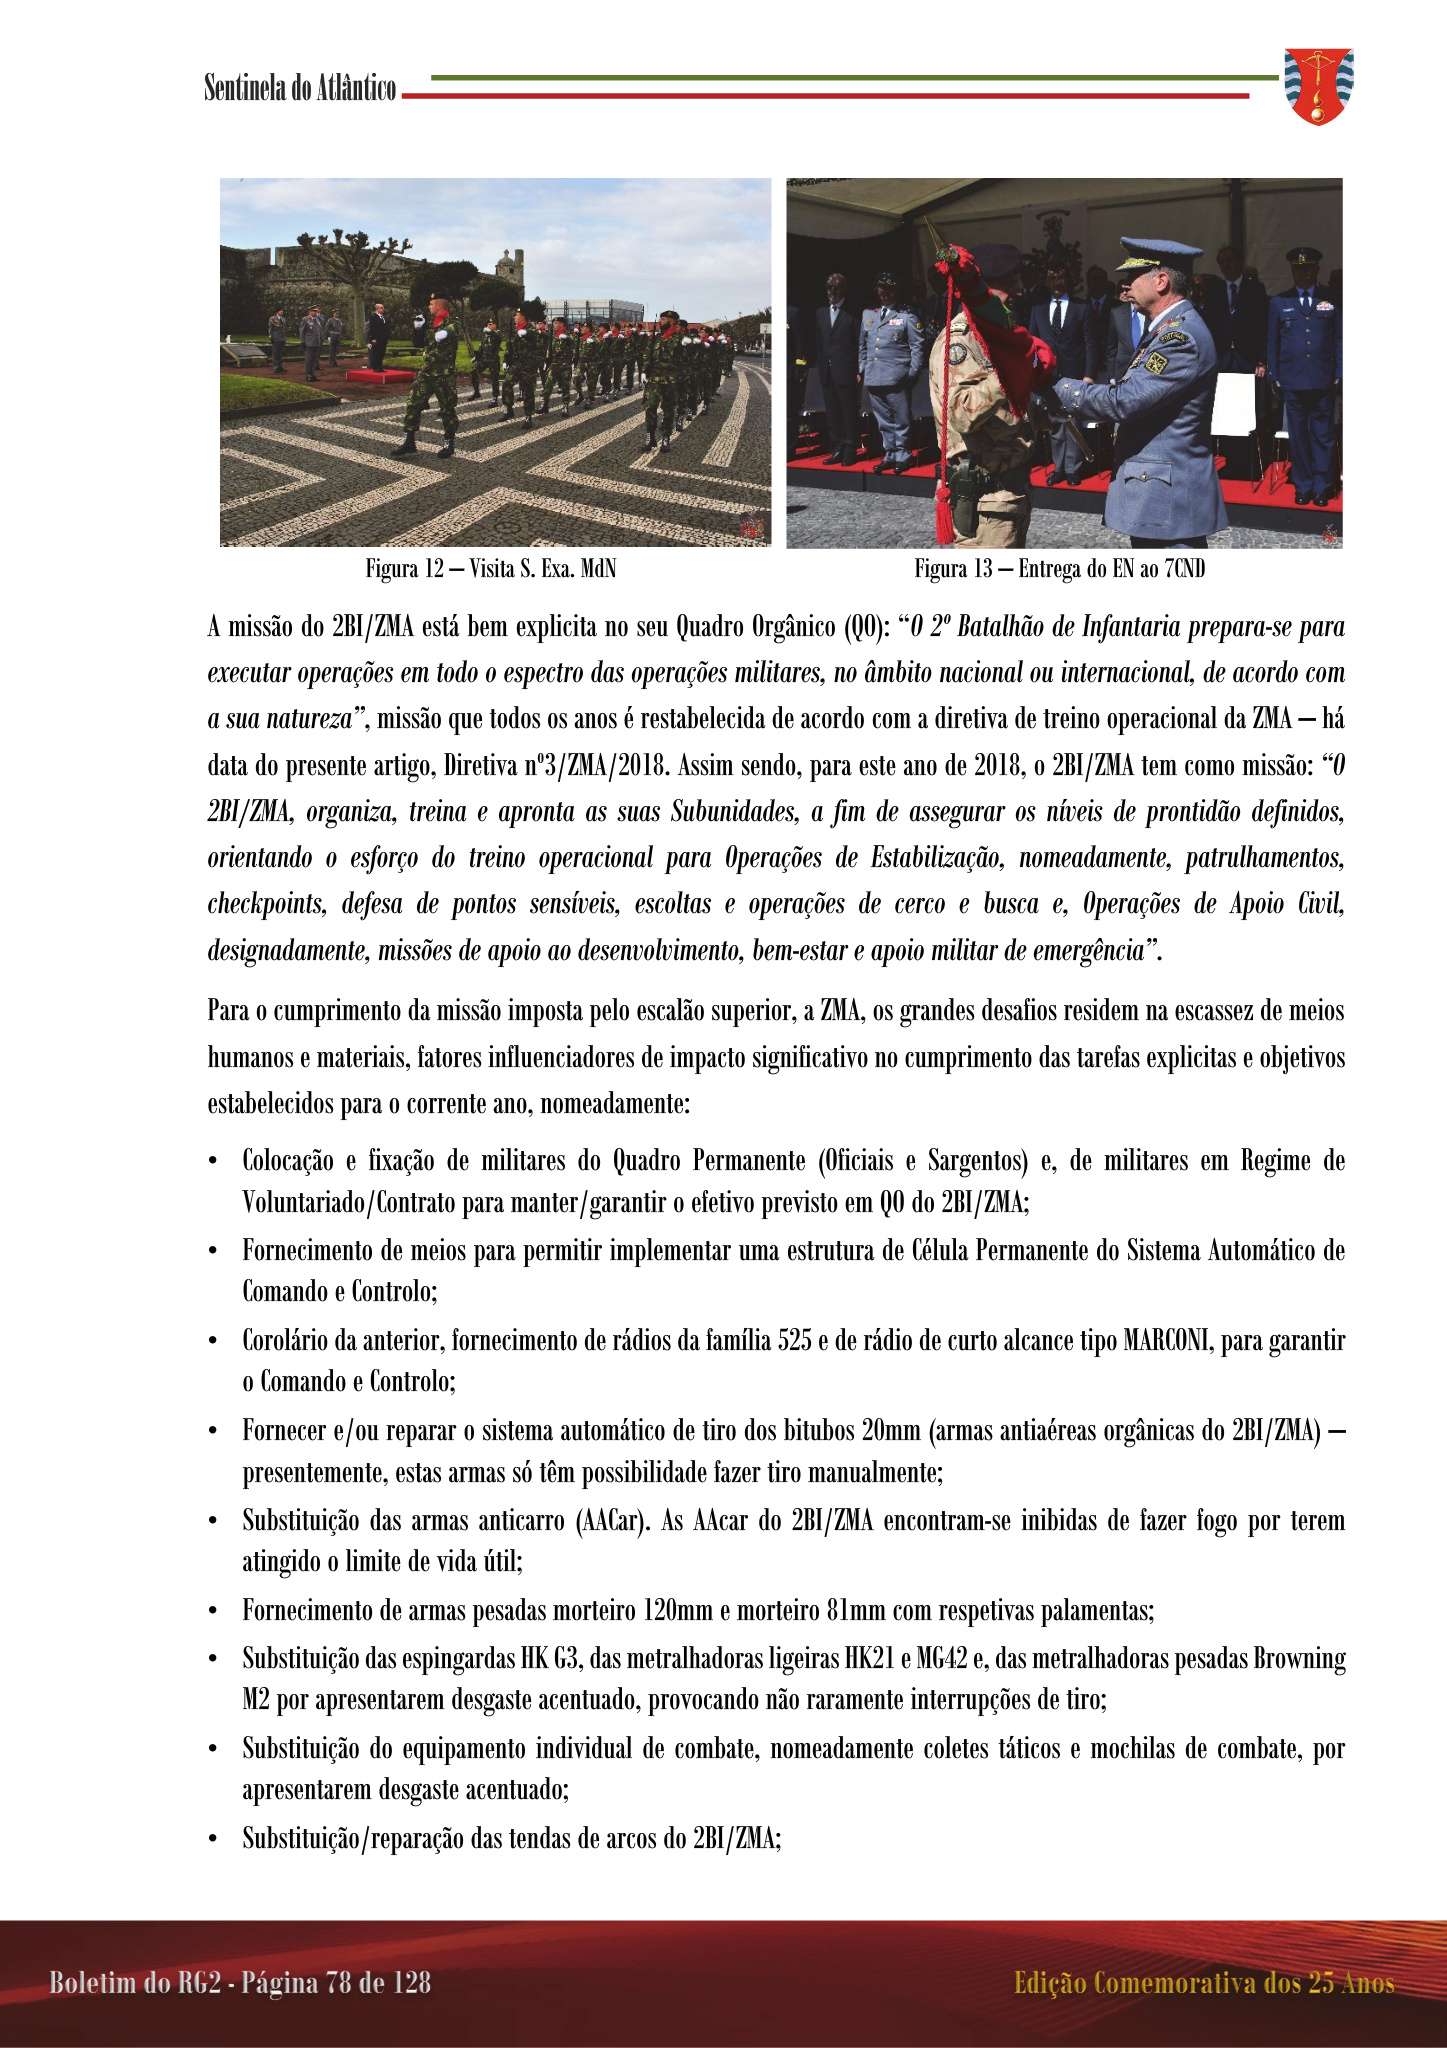 Sentinela do Atlântico
Figura 12 – Visita S. Exa. MdN
Figura 13 – Entrega do EN ao 7CND
A missão do 2BI/ZMA está bem explicita no seu Quadro Orgânico (QO): “O 2º Batalhão de Infantaria prepara-se para
executar operações em todo o espectro das operações militares, no âmbito nacional ou internacional, de acordo com
a sua natureza”, missão que todos os anos é restabelecida de acordo com a diretiva de treino operacional da ZMA – há
data do presente artigo, Diretiva nº3/ZMA/2018. Assim sendo, para este ano de 2018, o 2BI/ZMA tem como missão: “O
2BI/ZMA, organiza, treina e apronta as suas Subunidades, a fim de assegurar os níveis de prontidão definidos,
orientando o esforço do treino operacional para Operações de Estabilização, nomeadamente, patrulhamentos,
checkpoints, defesa de pontos sensíveis, escoltas e operações de cerco e busca e, Operações de Apoio Civil,
designadamente, missões de apoio ao desenvolvimento, bem-estar e apoio militar de emergência”.
Para o cumprimento da missão imposta pelo escalão superior, a ZMA, os grandes desafios residem na escassez de meios
humanos e materiais, fatores influenciadores de impacto significativo no cumprimento das tarefas explicitas e objetivos
estabelecidos para o corrente ano, nomeadamente:
• Colocação e fixação de militares do Quadro Permanente (Oficiais e Sargentos) e, de militares em Regime de
Voluntariado/Contrato para manter/garantir o efetivo previsto em QO do 2BI/ZMA;
• Fornecimento de meios para permitir implementar uma estrutura de Célula Permanente do Sistema Automático de
Comando e Controlo;
• Corolário da anterior, fornecimento de rádios da família 525 e de rádio de curto alcance tipo MARCONI, para garantir
o Comando e Controlo;
• Fornecer e/ou reparar o sistema automático de tiro dos bitubos 20mm (armas antiaéreas orgânicas do 2BI/ZMA) –
presentemente, estas armas só têm possibilidade fazer tiro manualmente;
• Substituição das armas anticarro (AACar). As AAcar do 2BI/ZMA encontram-se inibidas de fazer fogo por terem
atingido o limite de vida útil;
• Fornecimento de armas pesadas morteiro 120mm e morteiro 81mm com respetivas palamentas;
• Substituição das espingardas HK G3, das metralhadoras ligeiras HK21 e MG42 e, das metralhadoras pesadas Browning
M2 por apresentarem desgaste acentuado, provocando não raramente interrupções de tiro;
• Substituição do equipamento individual de combate, nomeadamente coletes táticos e mochilas de combate, por
apresentarem desgaste acentuado;
• Substituição/reparação das tendas de arcos do 2BI/ZMA;
Boletim do RG2 - Página 78 de 128
Edição Comemorativa dos 25 Anos